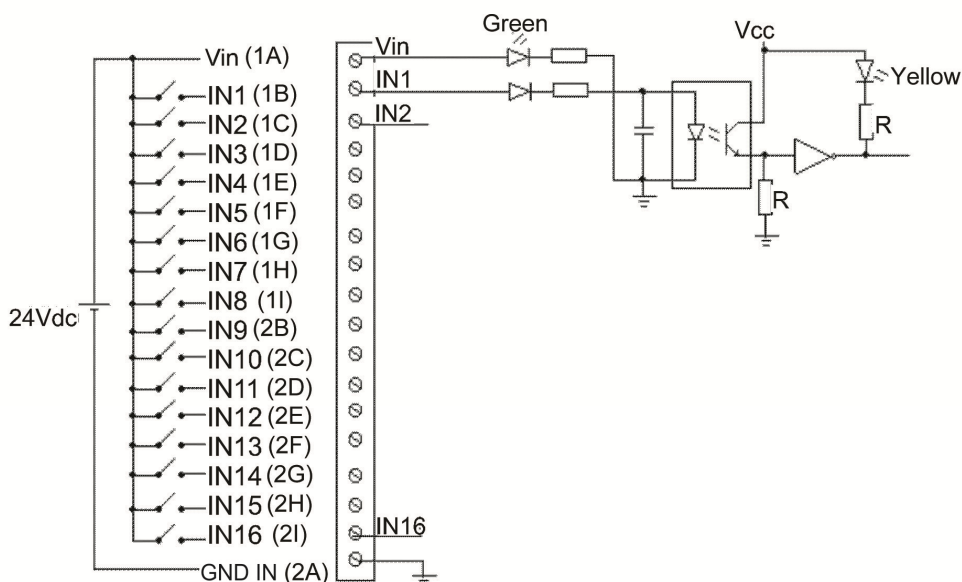 Vin (1A)
IN1 (1B)
IN2 (1C)
IN3 (1D)
IN4 (1E)
IN5 (1F)
IN6 (1G)
IN7 (1H)
IN8 (1I)
IN9 (2B)
IN10 (2C)
IN11 (2D)
IN12 (2E)
IN13 (2F)
IN14 (2G)
IN15 (2H)
IN16 (2I)
GND IN (2A)
24Vdc
Vin
IN1
IN2
IN16
Green
Vcc
Yellow
R
R